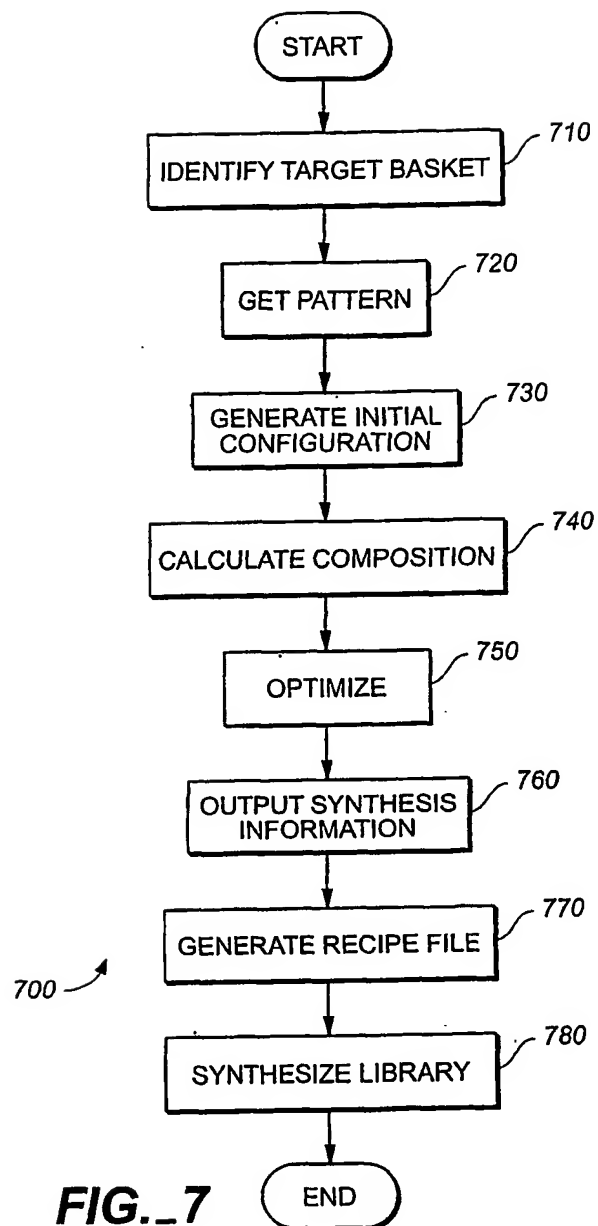 START
710
IDENTIFY TARGET BASKET
720
GET PATTERN
730
GENERATE INITIAL
CONFIGURATION
740
CALCULATE COMPOSITION
750
OPTIMIZE
760
OUTPUT SYNTHESIS
INFORMATION
770
GENERATE RECIPE FILE
700
780
SYNTHESIZE LIBRARY
FIG._7
END